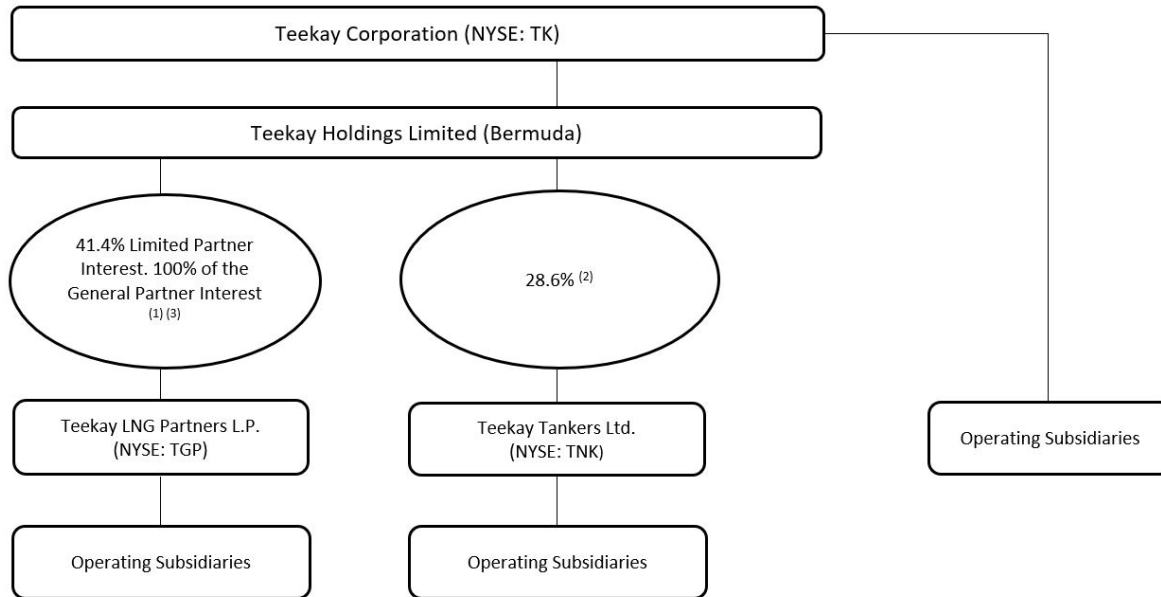 Teekay Corporation (NYSE: TK)
Teekay Holdings Limited (Bermuda)
41.4% Limited Partner
Interest. 100% of the
General Partner Interest
(1) (3)
28.6% (2)
Teekay LNG Partners L.P.
(NYSE: TGP)
Teekay Tankers Ltd.
(NYSE: TNK)
Operating Subsidiaries
Operating Subsidiaries
Operating Subsidiaries